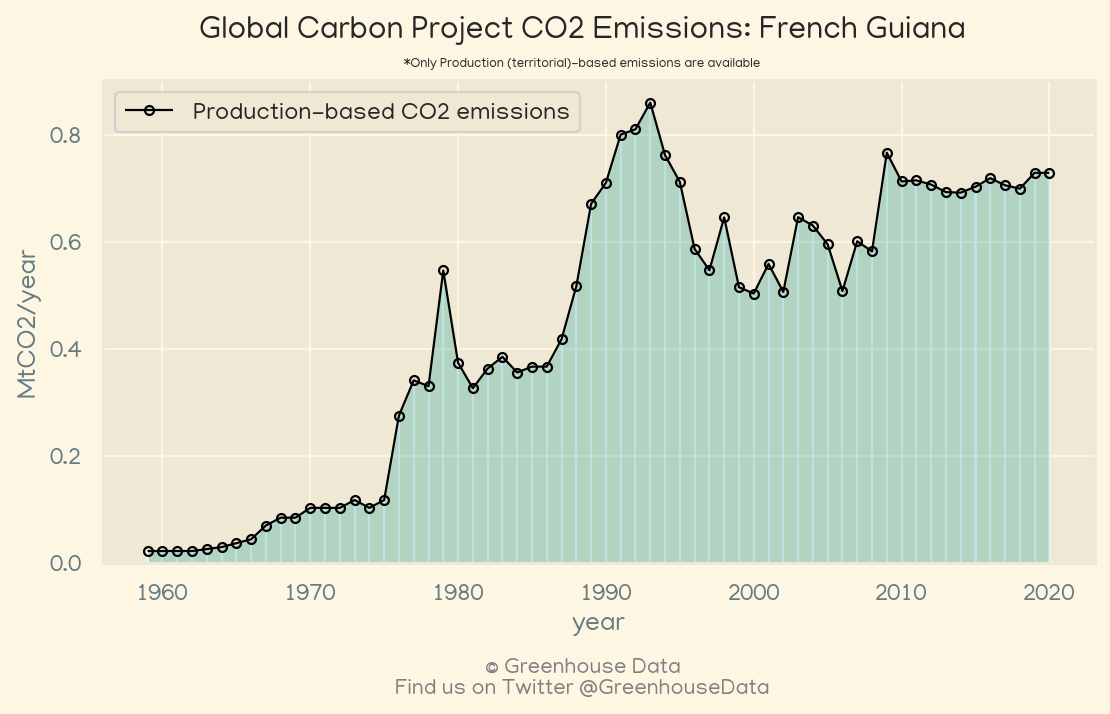 Global Carbon Project CO2 Emissions: French Guiana
*Only Production (territorial)-based emissions are available
Production-based CO2 emissions
MtCO2/year
0.8
0.6
0.4
0.2
0.0
1960 1970 1980 1990 2000 2010 2020
year
© Greenhouse Data
Find us on Twitter @GreenhouseData